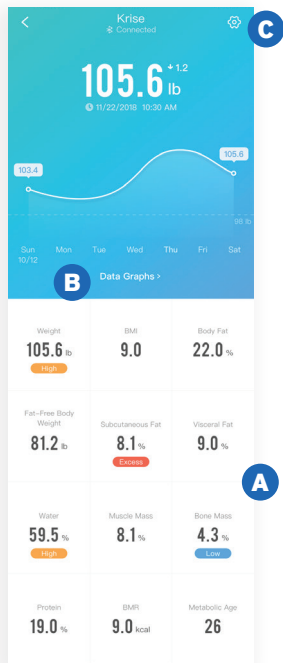 Krise
Connected
C
105.6 lb ↓1.2
11/22/2018 10:30 AM
103.4
105.6
98 lb
Sun Mon Tue Wed Thu Fri Sat
10/12
B
Data Graphs >
Weight BMI Body Fat
105.6 lb 9.0 22.0 %
High
Fat-Free Body
Weight Subcutaneous Fat Visceral Fat
81.2 lb 8.1 % 9.0 %
Excess
A
Water Muscle Mass Bone Mass
59.5 % 8.1 % 4.3 %
High Low
Protein BMR Metabolic Age
19.0 % 9.0 kcal 26